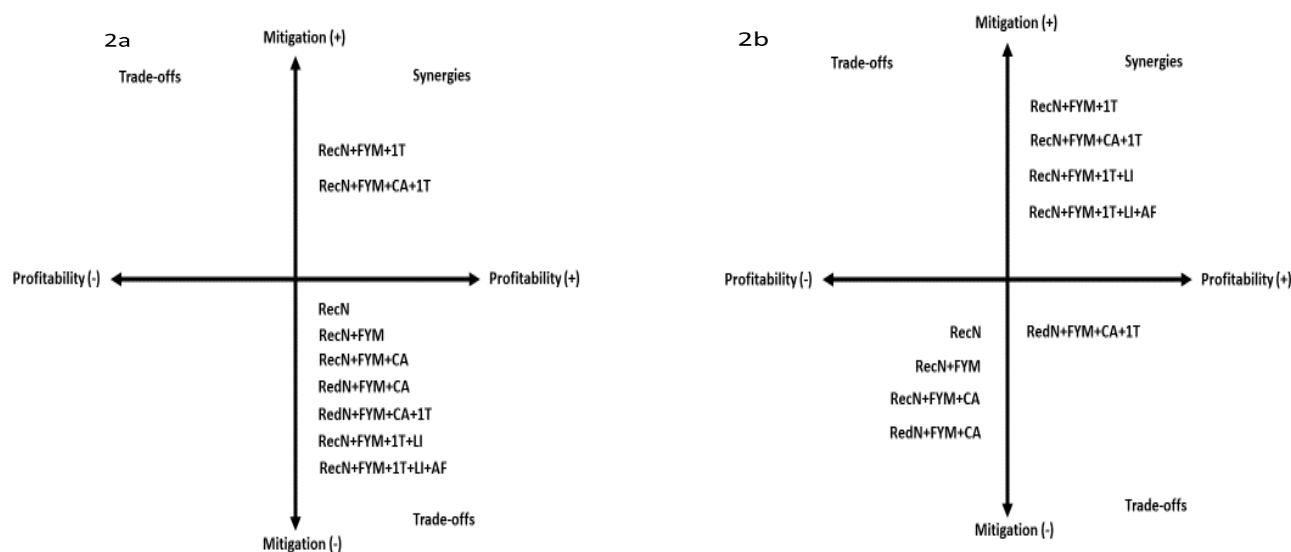 2a
Mitigation (+)
Trade-offs
Synergies
RecN+FYM+1T
RecN+FYM+CA+1T
Profitability (-)
Profitability (+)
RecN
RecN+FYM
RecN+FYM+CA
RedN+FYM+CA
RedN+FYM+CA+1T
RecN+FYM+1T+LI
RecN+FYM+1T+LI+AF
Trade-offs
Mitigation (-)
2b
Mitigation (+)
Trade-offs
Synergies
RecN+FYM+1T
RecN+FYM+CA+1T
RecN+FYM+1T+LI
RecN+FYM+1T+LI+AF
Profitability (-)
Profitability (+)
RecN
RedN+FYM+CA+1T
RecN+FYM
RecN+FYM+CA
RedN+FYM+CA
Trade-offs
Mitigation (-)